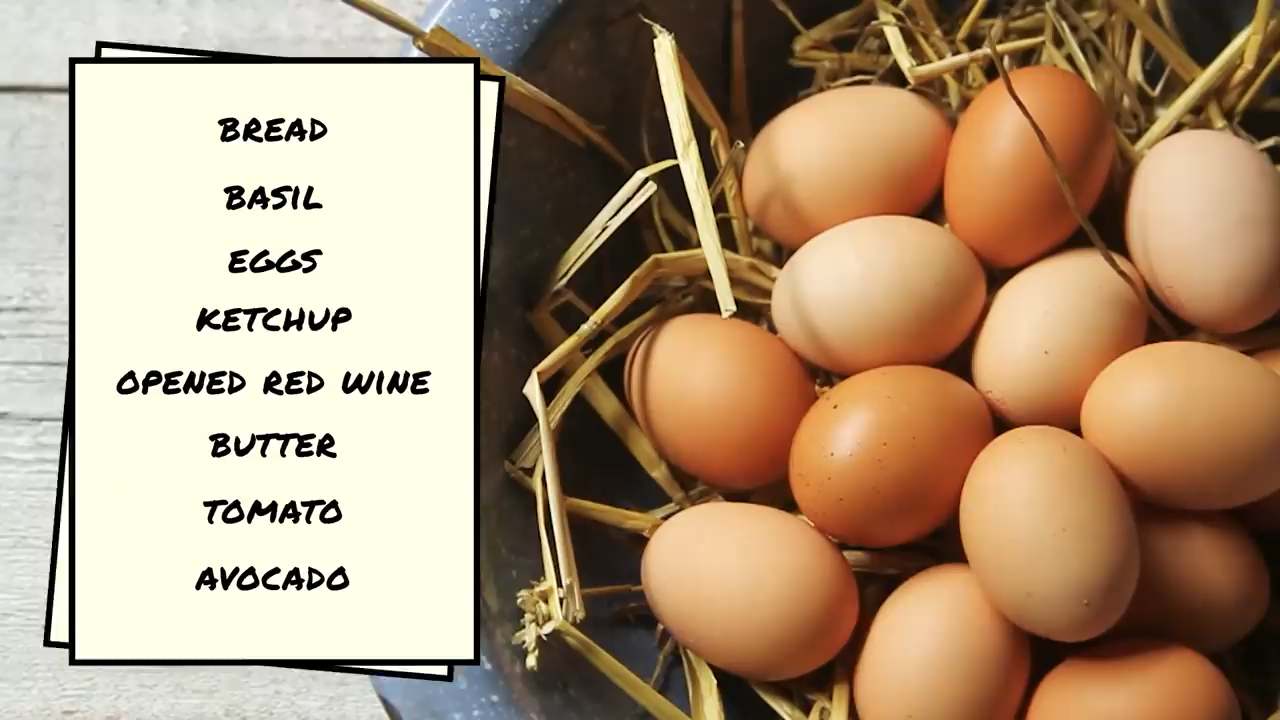 BREAD
BASIL
EGGS
KETCHUP
OPENED RED WINE
BUTTER
TOMATO
AVOCADO